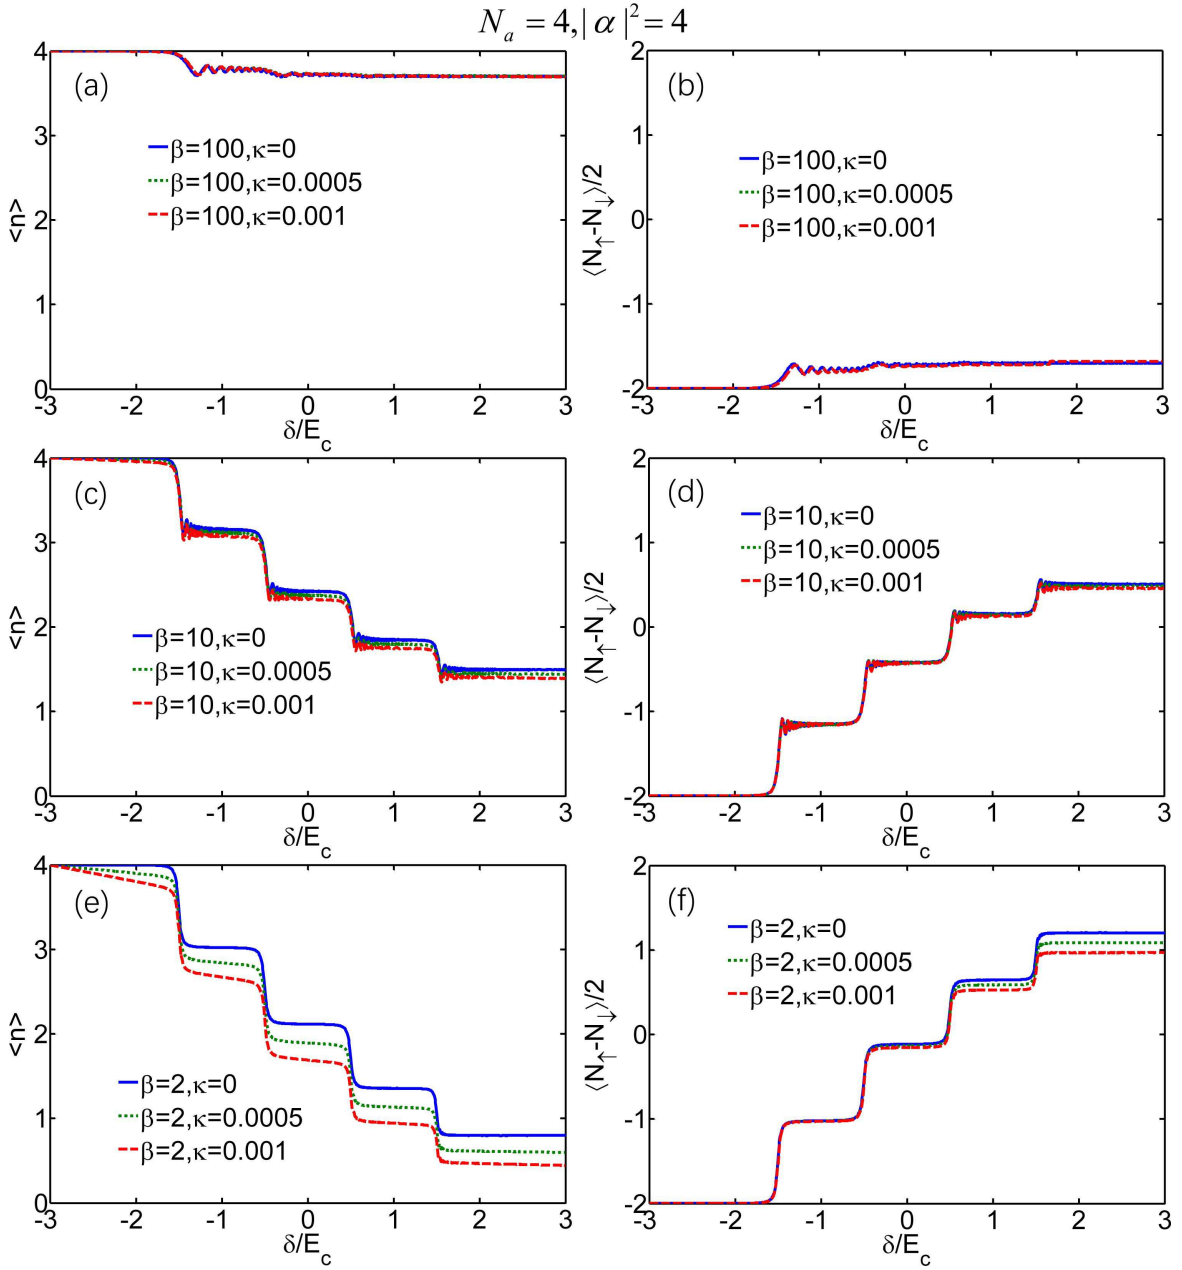 N_a = 4, |α|² = 4
(a)
<n>
4
3
2
1
0
β=100,κ=0
β=100,κ=0.0005
β=100,κ=0.001
-3 -2 -1 0 1 2 3
δ/E_c
(b)
⟨N↑-N↓⟩/2
2
1
0
-1
-2
β=100,κ=0
β=100,κ=0.0005
β=100,κ=0.001
-3 -2 -1 0 1 2 3
δ/E_c
(c)
<n>
4
3
2
1
0
β=10,κ=0
β=10,κ=0.0005
β=10,κ=0.001
-3 -2 -1 0 1 2 3
δ/E_c
(d)
⟨N↑-N↓⟩/2
2
1
0
-1
-2
β=10,κ=0
β=10,κ=0.0005
β=10,κ=0.001
-3 -2 -1 0 1 2 3
δ/E_c
(e)
<n>
4
3
2
1
0
β=2,κ=0
β=2,κ=0.0005
β=2,κ=0.001
-3 -2 -1 0 1 2 3
δ/E_c
(f)
⟨N↑-N↓⟩/2
2
1
0
-1
-2
β=2,κ=0
β=2,κ=0.0005
β=2,κ=0.001
-3 -2 -1 0 1 2 3
δ/E_c